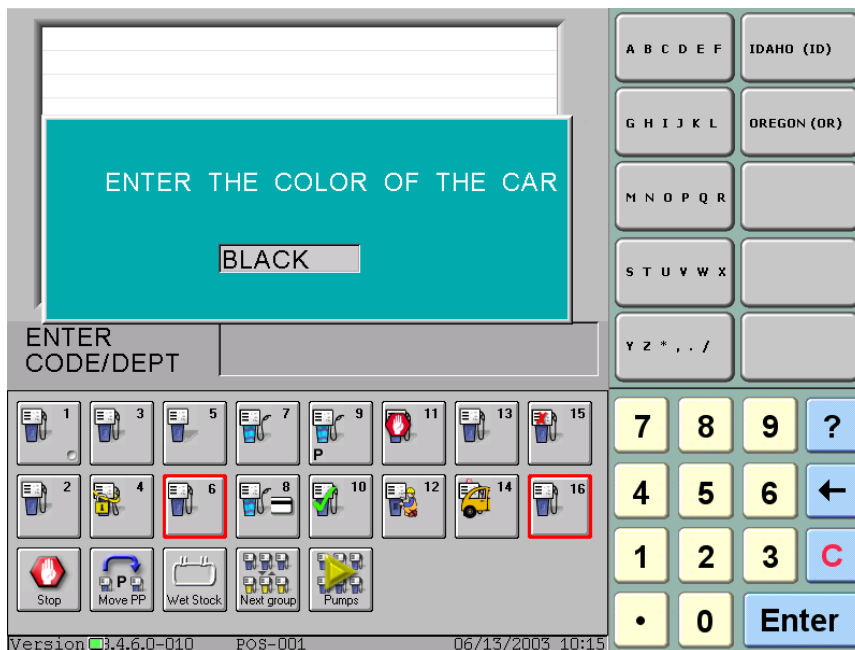 A B C D E F
IDAHO (ID)
ENTER THE COLOR OF THE CAR
BLACK
G H I J K L
OREGON (OR)
M N O P Q R
S T U V W X
Y Z * , . /
ENTER
CODE/DEPT
1 3 5 7 9 11 13 15
P
2 4 6 8 10 12 14 16
Stop
P
Move PP
Wet Stock
Next group
Pumps
7 8 9 ?
4 5 6 ←
1 2 3 C
• 0 Enter
Version 3.4.6.0-010 POS-001 06/13/2003 10:15